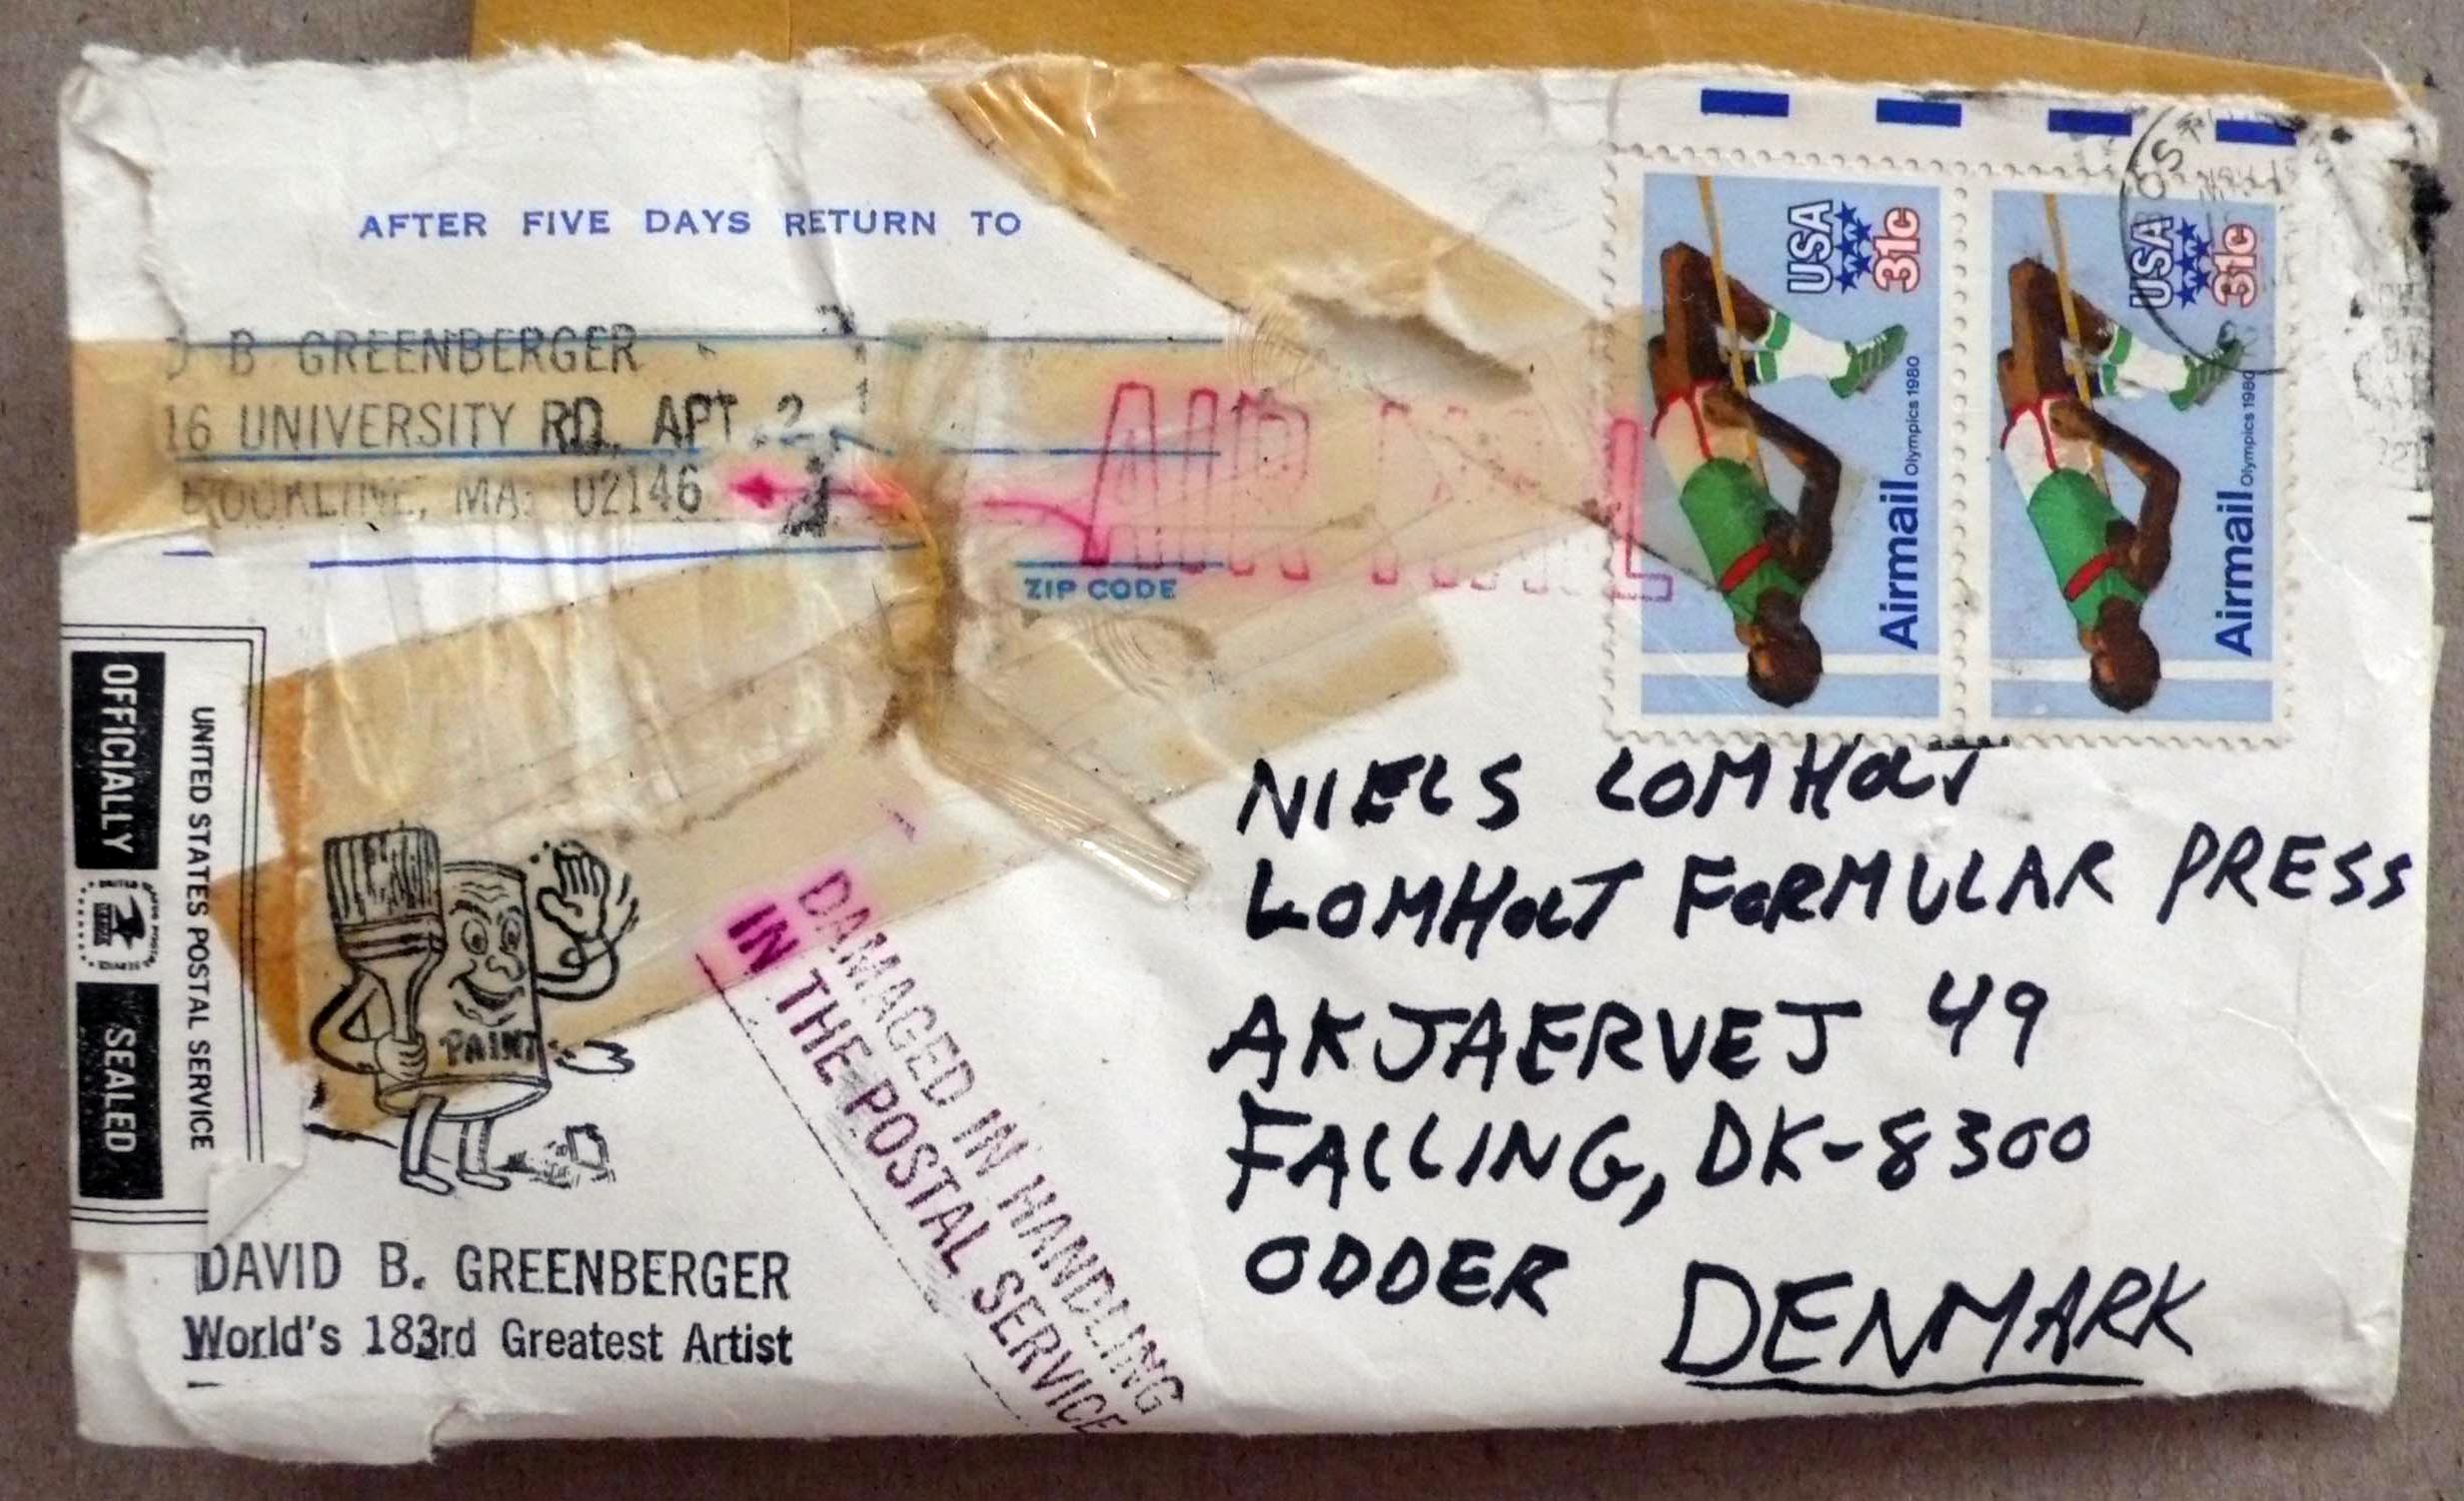 AFTER FIVE DAYS RETURN TO
B GREENBERGER
16 UNIVERSITY RD. APT. 2
BROOKLINE, MA. 02146
ZIP CODE
AIR MAIL
USA
31c
Olympics 1980
Airmail
USA
31c
Olympics 1980
Airmail
OFFICIALLY
SEALED
UNITED STATES POSTAL SERVICE
PAINT
DAVID B. GREENBERGER
World's 183rd Greatest Artist
DAMAGED IN HANDLING
IN THE POSTAL SERVICE
NIELS LOMHOLT
LOMHOLT FORMULAR PRESS
AKJAERVEJ 49
FALLING, DK-8300
ODDER
DENMARK